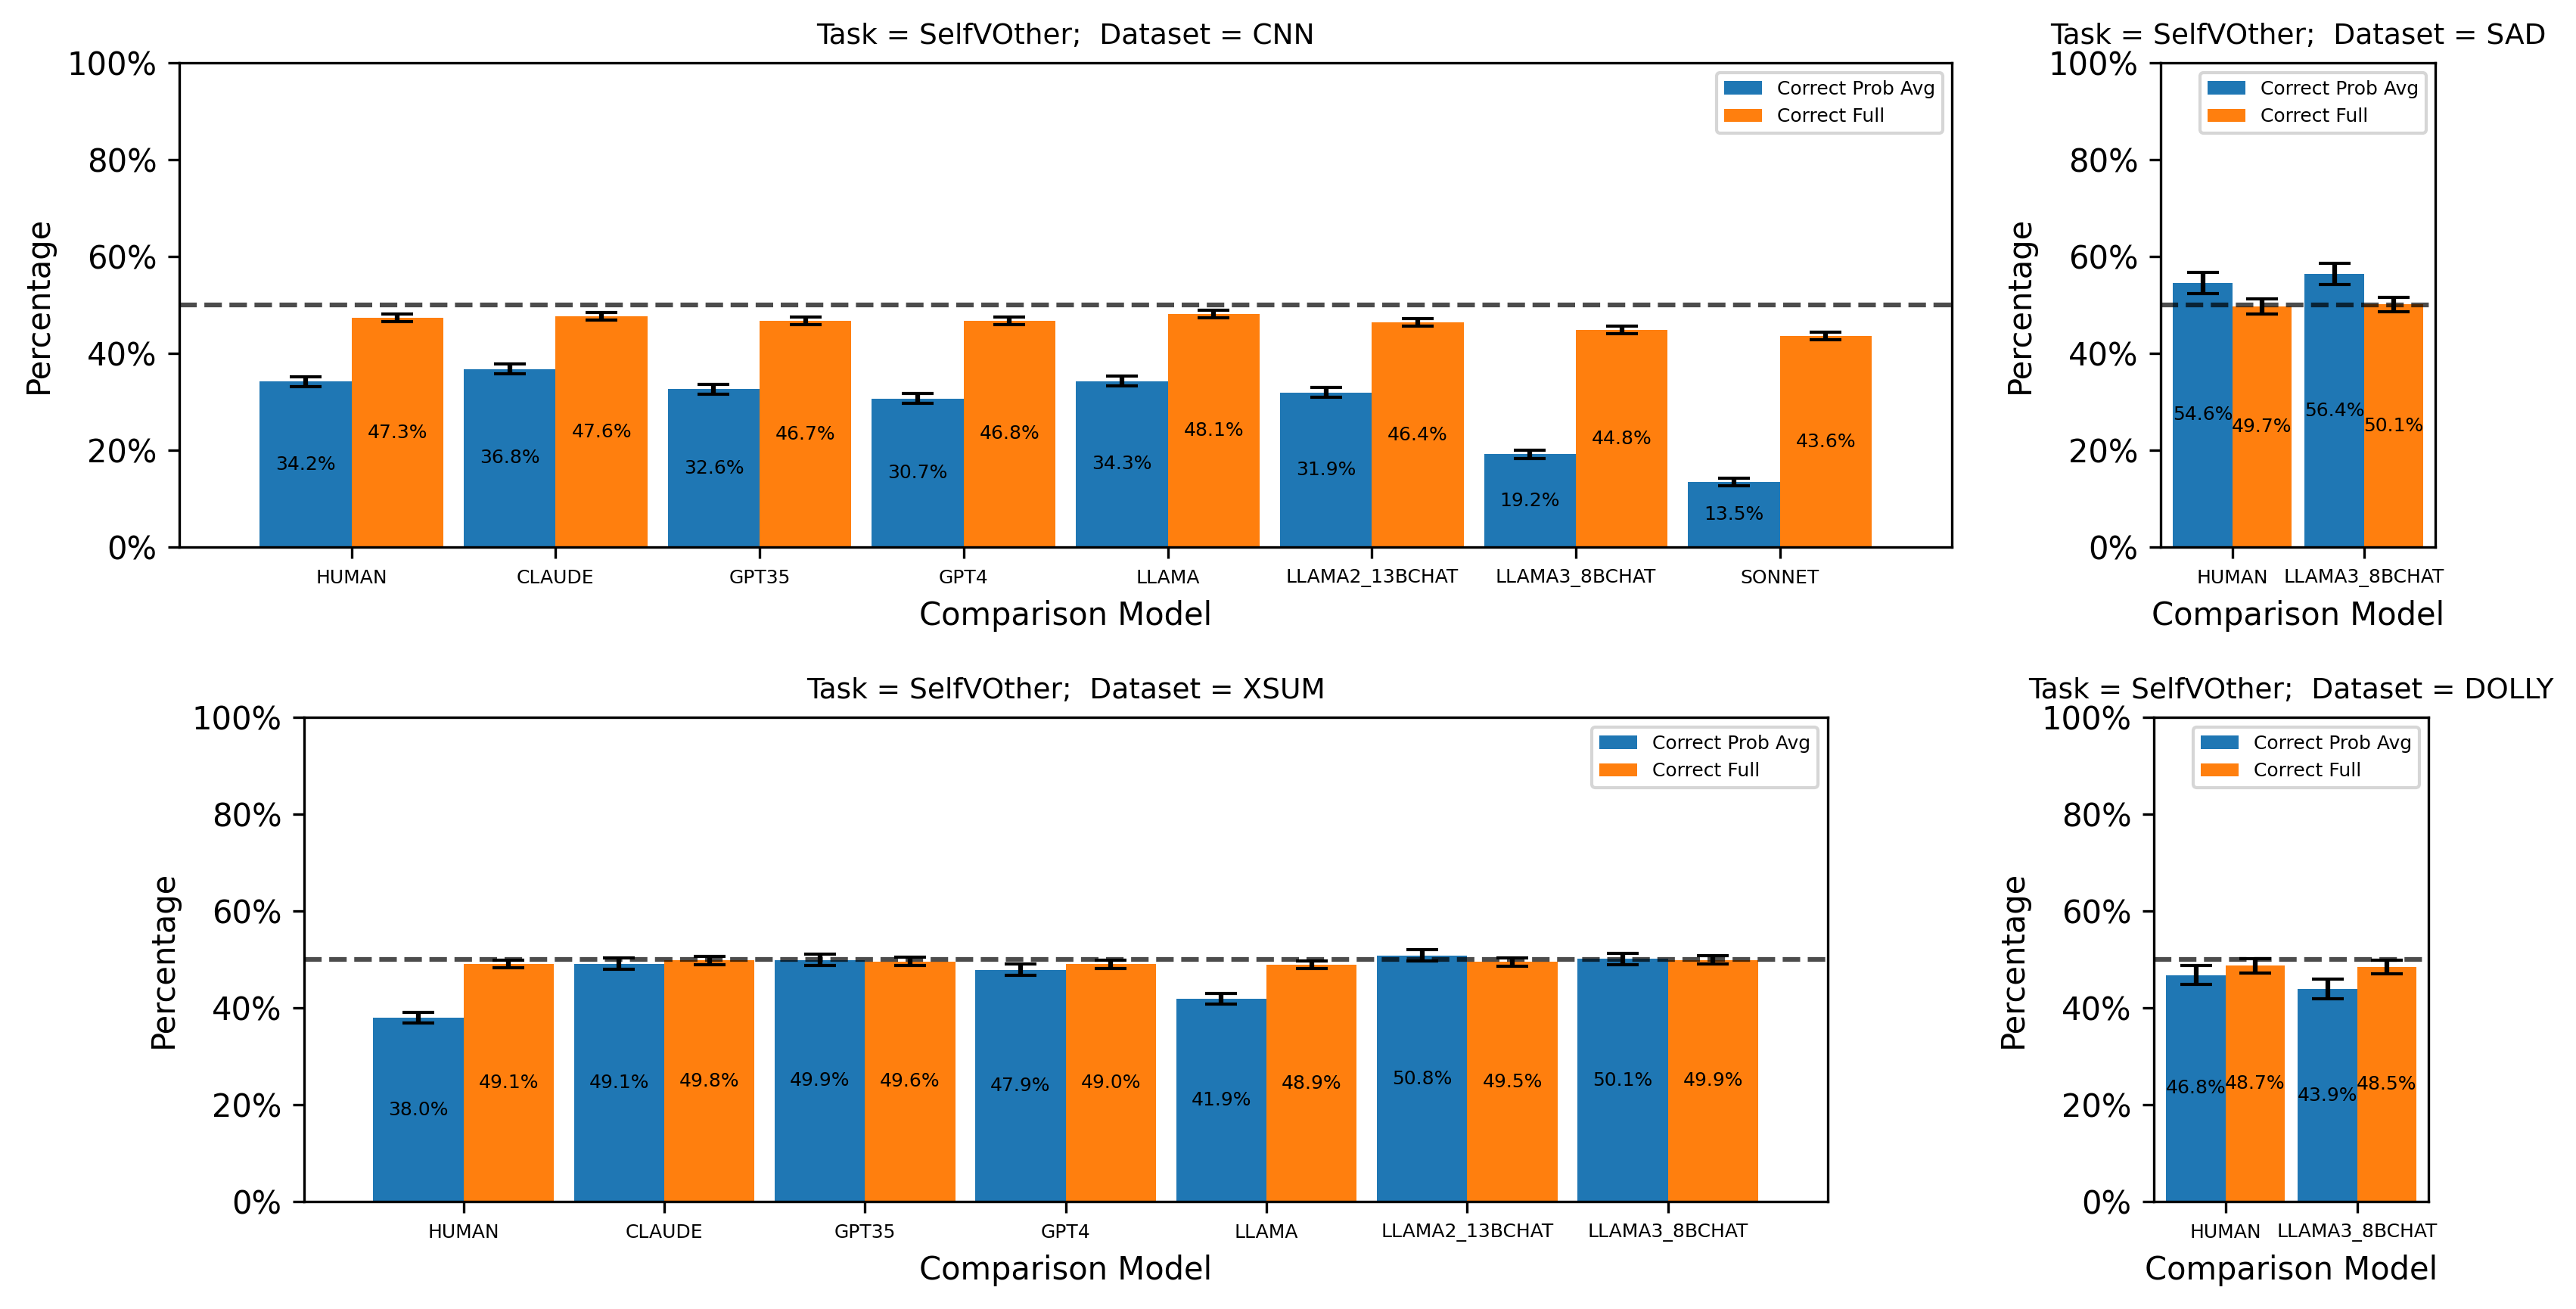 Task = SelfVOther;  Dataset = CNN
100%
80%
60%
40%
20%
0%
Percentage
Correct Prob Avg
Correct Full
34.2%
47.3%
36.8%
47.6%
32.6%
46.7%
30.7%
46.8%
34.3%
48.1%
31.9%
46.4%
19.2%
44.8%
13.5%
43.6%
HUMAN CLAUDE GPT35 GPT4 LLAMA LLAMA2_13BCHAT LLAMA3_8BCHAT SONNET
Comparison Model
Task = SelfVOther;  Dataset = SAD
100%
80%
60%
40%
20%
0%
Percentage
Correct Prob Avg
Correct Full
54.6%
49.7%
56.4%
50.1%
HUMAN LLAMA3_8BCHAT
Comparison Model
Task = SelfVOther;  Dataset = XSUM
100%
80%
60%
40%
20%
0%
Percentage
Correct Prob Avg
Correct Full
38.0%
49.1%
49.1%
49.8%
49.9%
49.6%
47.9%
49.0%
41.9%
48.9%
50.8%
49.5%
50.1%
49.9%
HUMAN CLAUDE GPT35 GPT4 LLAMA LLAMA2_13BCHAT LLAMA3_8BCHAT
Comparison Model
Task = SelfVOther;  Dataset = DOLLY
100%
80%
60%
40%
20%
0%
Percentage
Correct Prob Avg
Correct Full
46.8%
48.7%
43.9%
48.5%
HUMAN LLAMA3_8BCHAT
Comparison Model